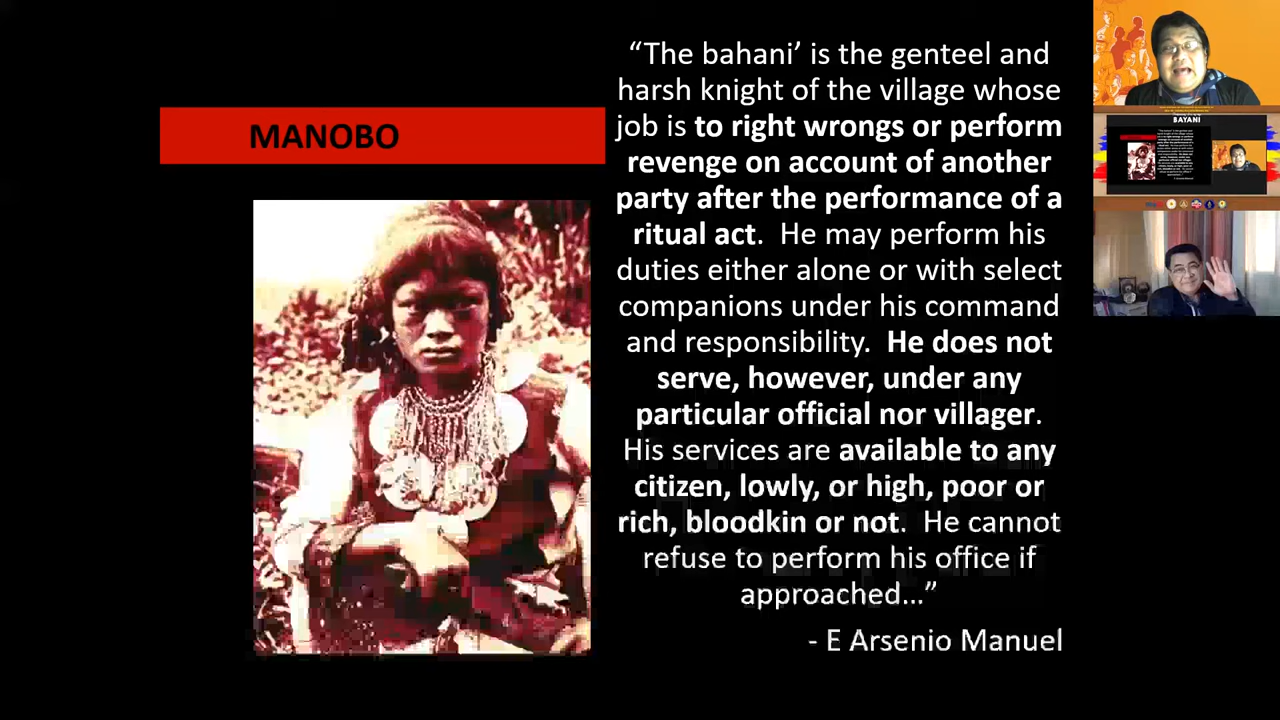 MANOBO
“The bahani’ is the genteel and
harsh knight of the village whose
job is to right wrongs or perform
revengeon account of another
party after the performance of a
ritual act.  He may perform his
duties either alone or with select
companions under his command
and responsibility.  He does not
serve, however, under any
particular official nor villager.
His services are available to any
citizen, lowly, or high, poor or
rich, bloodkin or not.  He cannot
refuse to perform his office if
approached…”
- E Arsenio Manuel
BAYANI